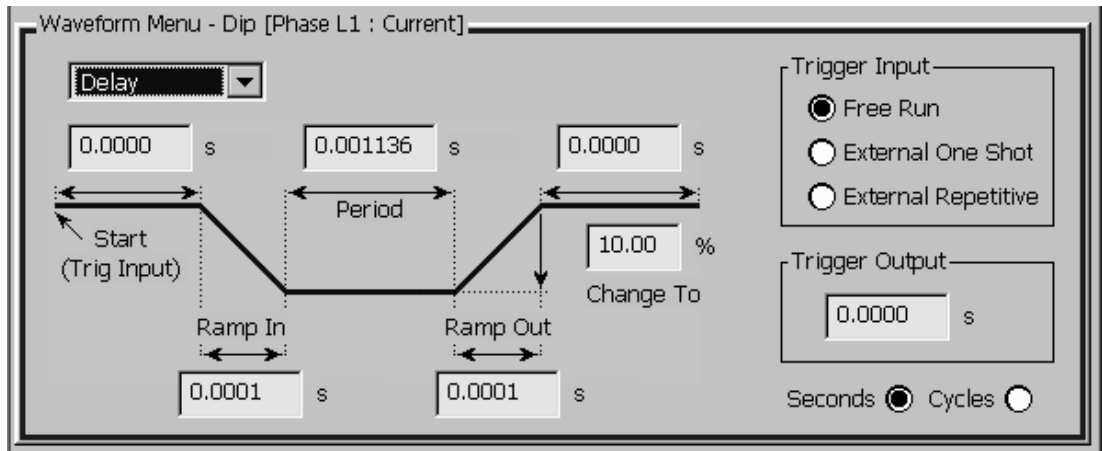 Waveform Menu - Dip [Phase L1 : Current]
Delay
0.0000 s 0.001136 s 0.0000 s
Period
Start
(Trig Input)
10.00 %
Change To
Ramp In Ramp Out
0.0001 s 0.0001 s
Trigger Input
Free Run
External One Shot
External Repetitive
Trigger Output
0.0000 s
Seconds Cycles